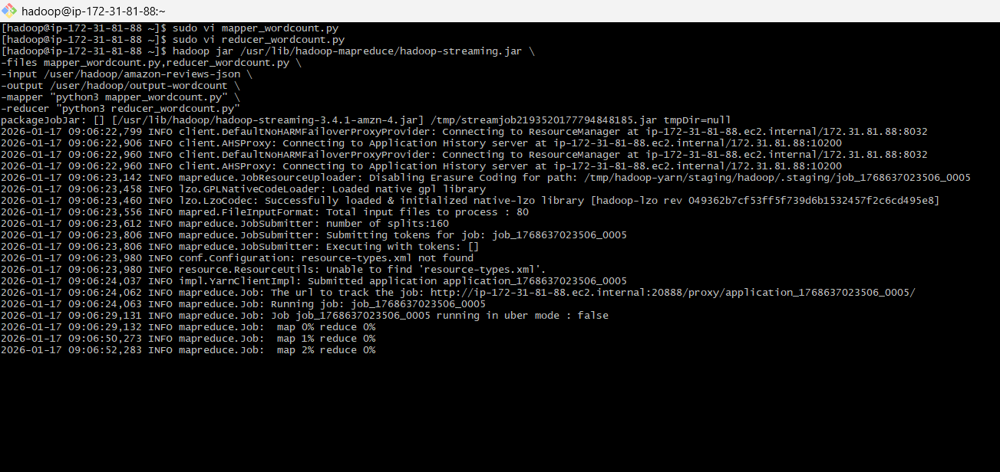 hadoop@ip-172-31-81-88:~
[hadoop@ip-172-31-81-88 ~]$ sudo vi mapper_wordcount.py
[hadoop@ip-172-31-81-88 ~]$ sudo vi reducer_wordcount.py
[hadoop@ip-172-31-81-88 ~]$ hadoop jar /usr/lib/hadoop-mapreduce/hadoop-streaming.jar \
-files mapper_wordcount.py,reducer_wordcount.py \
-input /user/hadoop/amazon-reviews-json \
-output /user/hadoop/output-wordcount \
-mapper "python3 mapper_wordcount.py" \
-reducer "python3 reducer_wordcount.py"
packageJobJar: [] [/usr/lib/hadoop/hadoop-streaming-3.4.1-amzn-4.jar] /tmp/streamjob2193520177794848185.jar tmpDir=null
2026-01-17 09:06:22,799 INFO client.DefaultNoHARMFailoverProxyProvider: Connecting to ResourceManager at ip-172-31-81-88.ec2.internal/172.31.81.88:8032
2026-01-17 09:06:22,906 INFO client.AHSProxy: Connecting to Application History server at ip-172-31-81-88.ec2.internal/172.31.81.88:10200
2026-01-17 09:06:22,960 INFO client.DefaultNoHARMFailoverProxyProvider: Connecting to ResourceManager at ip-172-31-81-88.ec2.internal/172.31.81.88:8032
2026-01-17 09:06:22,960 INFO client.AHSProxy: Connecting to Application History server at ip-172-31-81-88.ec2.internal/172.31.81.88:10200
2026-01-17 09:06:23,142 INFO mapreduce.JobResourceUploader: Disabling Erasure Coding for path: /tmp/hadoop-yarn/staging/hadoop/.staging/job_1768637023506_0005
2026-01-17 09:06:23,458 INFO lzo.GPLNativeCodeLoader: Loaded native gpl library
2026-01-17 09:06:23,460 INFO lzo.LzoCodec: Successfully loaded & initialized native-lzo library [hadoop-lzo rev 049362b7cf53ff5f739d6b1532457f2c6cd495e8]
2026-01-17 09:06:23,556 INFO mapred.FileInputFormat: Total input files to process : 80
2026-01-17 09:06:23,612 INFO mapreduce.JobSubmitter: number of splits:160
2026-01-17 09:06:23,806 INFO mapreduce.JobSubmitter: Submitting tokens for job: job_1768637023506_0005
2026-01-17 09:06:23,806 INFO mapreduce.JobSubmitter: Executing with tokens: []
2026-01-17 09:06:23,980 INFO conf.Configuration: resource-types.xml not found
2026-01-17 09:06:23,980 INFO resource.ResourceUtils: Unable to find 'resource-types.xml'.
2026-01-17 09:06:24,037 INFO impl.YarnClientImpl: Submitted application application_1768637023506_0005
2026-01-17 09:06:24,062 INFO mapreduce.Job: The url to track the job: http://ip-172-31-81-88.ec2.internal:20888/proxy/application_1768637023506_0005/
2026-01-17 09:06:24,063 INFO mapreduce.Job: Running job: job_1768637023506_0005
2026-01-17 09:06:29,131 INFO mapreduce.Job: Job job_1768637023506_0005 running in uber mode : false
2026-01-17 09:06:29,132 INFO mapreduce.Job:  map 0% reduce 0%
2026-01-17 09:06:50,273 INFO mapreduce.Job:  map 1% reduce 0%
2026-01-17 09:06:52,283 INFO mapreduce.Job:  map 2% reduce 0%